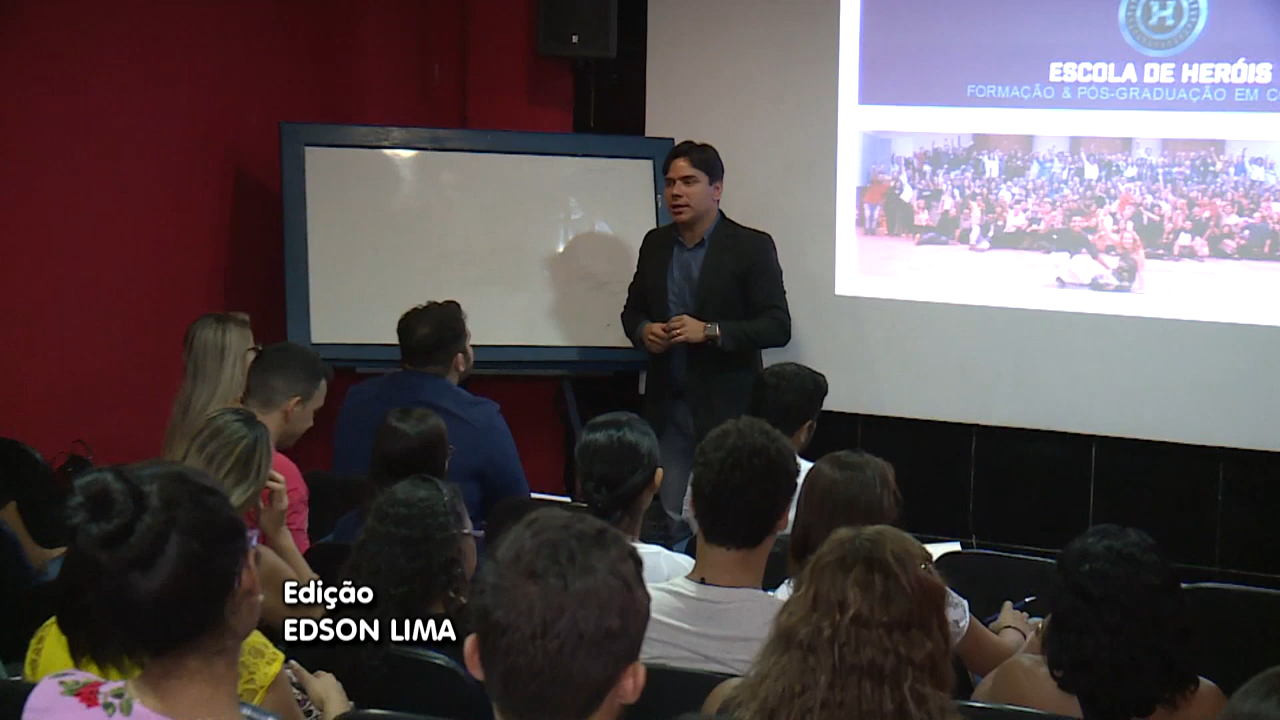 H
ESCOLA DE HERÓIS
FORMAÇÃO & PÓS-GRADUAÇÃO EM
Edição
EDSON LIMA